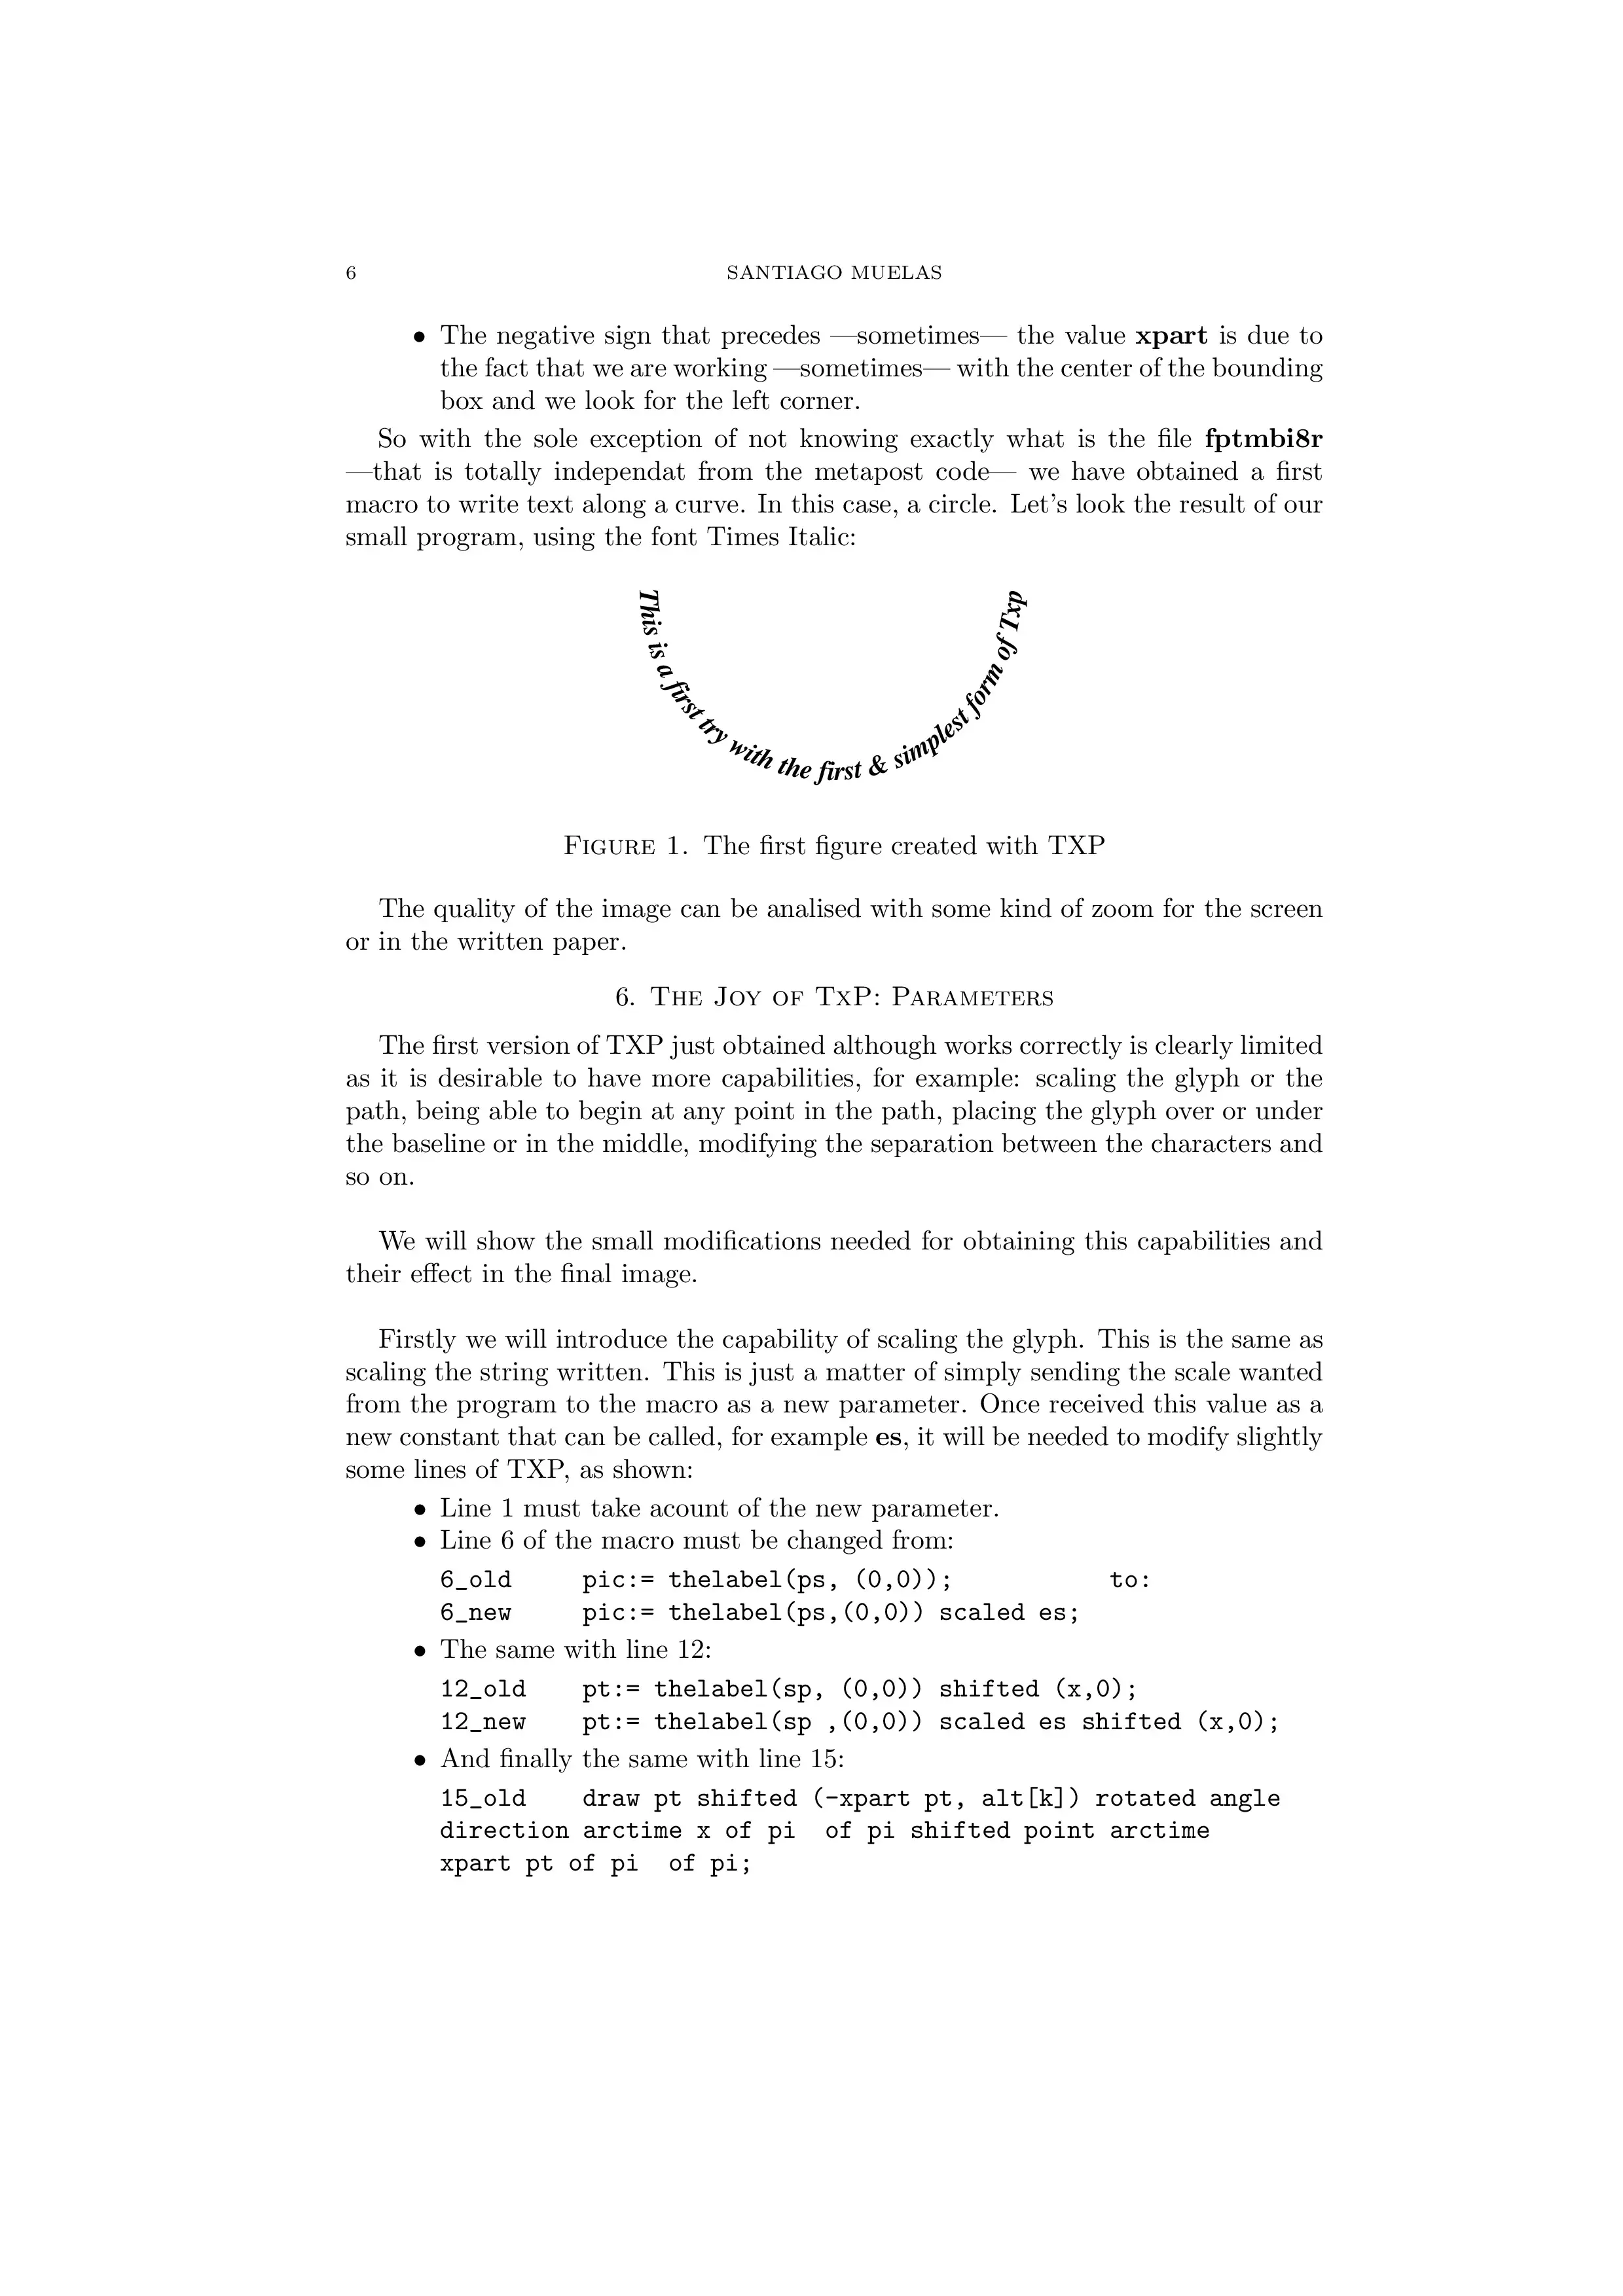 6 SANTIAGO MUELAS
• The negative sign that precedes —sometimes— the value xpart is due to
the fact that we are working —sometimes— with the center of the bounding
box and we look for the left corner.
So with the sole exception of not knowing exactly what is the file fptmbi8r
—that is totally independat from the metapost code— we have obtained a first
macro to write text along a curve. In this case, a circle. Let's look the result of our
small program, using the font Times Italic:
This is a first try with the first & simplest form of Txp
Figure 1. The first figure created with TXP
The quality of the image can be analised with some kind of zoom for the screen
or in the written paper.
6. The Joy of TxP: Parameters
The first version of TXP just obtained although works correctly is clearly limited
as it is desirable to have more capabilities, for example: scaling the glyph or the
path, being able to begin at any point in the path, placing the glyph over or under
the baseline or in the middle, modifying the separation between the characters and
so on.
We will show the small modifications needed for obtaining this capabilities and
their effect in the final image.
Firstly we will introduce the capability of scaling the glyph. This is the same as
scaling the string written. This is just a matter of simply sending the scale wanted
from the program to the macro as a new parameter. Once received this value as a
new constant that can be called, for example es, it will be needed to modify slightly
some lines of TXP, as shown:
• Line 1 must take acount of the new parameter.
• Line 6 of the macro must be changed from:
6_old pic:= thelabel(ps, (0,0)); to:
6_new pic:= thelabel(ps,(0,0)) scaled es;
• The same with line 12:
12_old pt:= thelabel(sp, (0,0)) shifted (x,0);
12_new pt:= thelabel(sp ,(0,0)) scaled es shifted (x,0);
• And finally the same with line 15:
15_old draw pt shifted (-xpart pt, alt[k]) rotated angle
direction arctime x of pi of pi shifted point arctime
xpart pt of pi of pi;